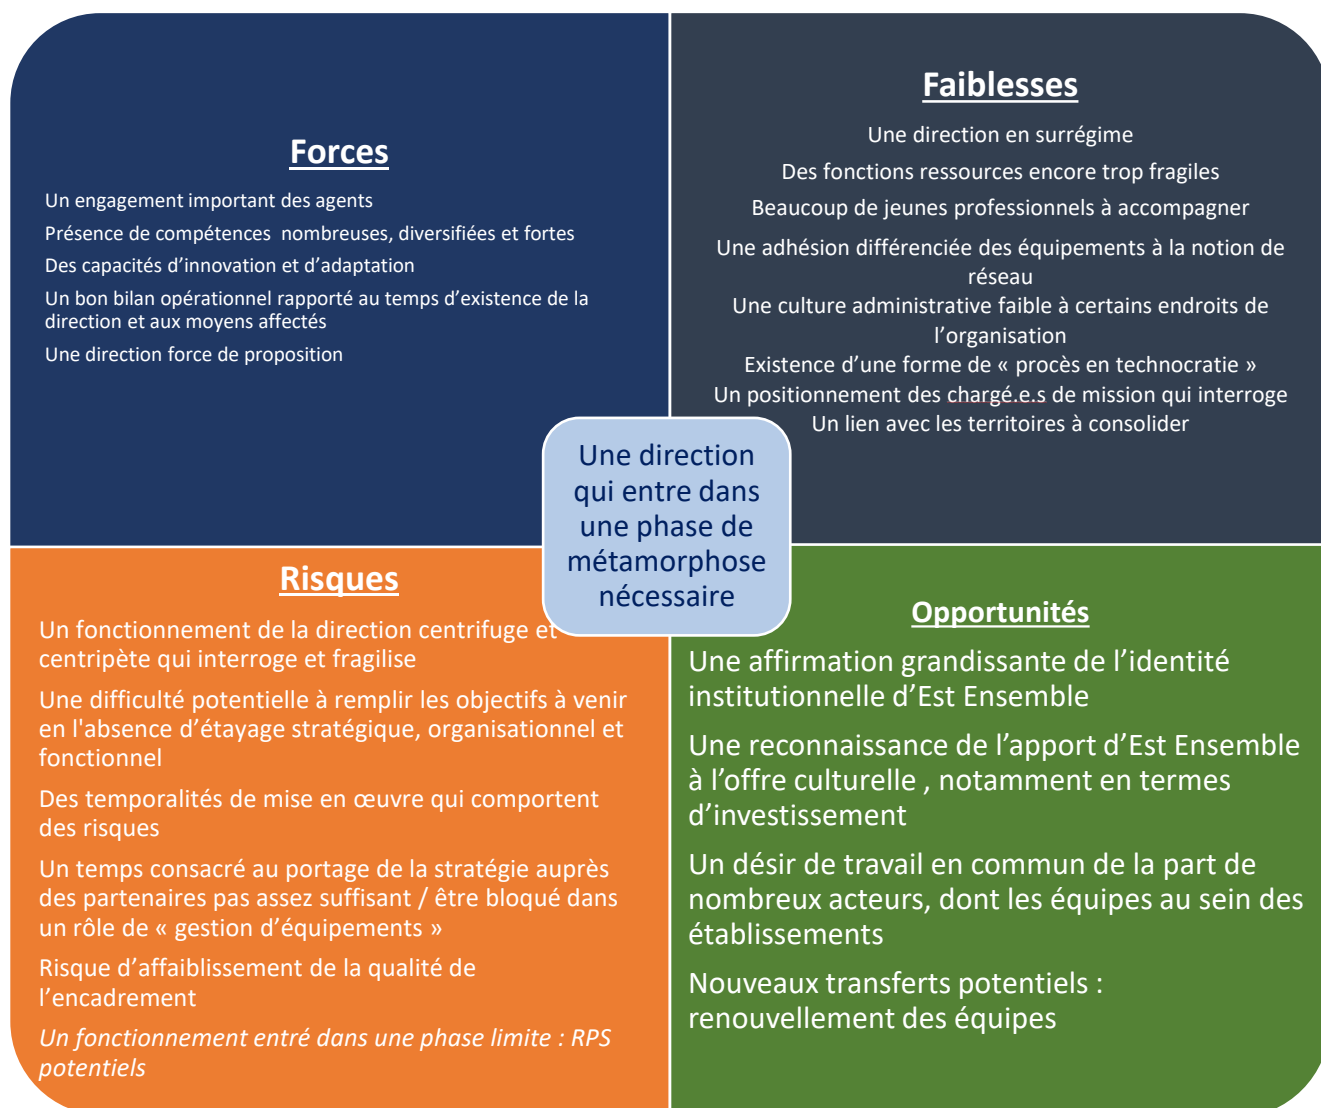 Forces
Un engagement important des agents
Présence de compétences  nombreuses, diversifiées et fortes
Des capacités d’innovation et d’adaptation
Un bon bilan opérationnel rapporté au temps d’existence de la
direction et aux moyens affectés
Une direction force de proposition
Faiblesses
Une direction en surrégime
Des fonctions ressources encore trop fragiles
Beaucoup de jeunes professionnels à accompagner
Une adhésion différenciée des équipements à la notion de
réseau
Une culture administrative faible à certains endroits de
l’organisation
Existence d’une forme de « procès en technocratie »
Un positionnement des chargé.e.s de mission qui interroge
Un lien avec les territoires à consolider
Une direction
qui entre dans
une phase de
métamorphose
nécessaire
Risques
Un fonctionnement de la direction centrifuge et
centripète qui interroge et fragilise
Une difficulté potentielle à remplir les objectifs à venir
en l'absence d’étayage stratégique, organisationnel et
fonctionnel
Des temporalités de mise en œuvre qui comportent
des risques
Un temps consacré au portage de la stratégie auprès
des partenaires pas assez suffisant / être bloqué dans
un rôle de « gestion d’équipements »
Risque d’affaiblissement de la qualité de
l’encadrement
Un fonctionnement entré dans une phase limite : RPS
potentiels
Opportunités
Une affirmation grandissante de l’identité
institutionnelle d’Est Ensemble
Une reconnaissance de l’apport d’Est Ensemble
à l’offre culturelle , notamment en termes
d’investissement
Un désir de travail en commun de la part de
nombreux acteurs, dont les équipes au sein des
établissements
Nouveaux transferts potentiels :
renouvellement des équipes